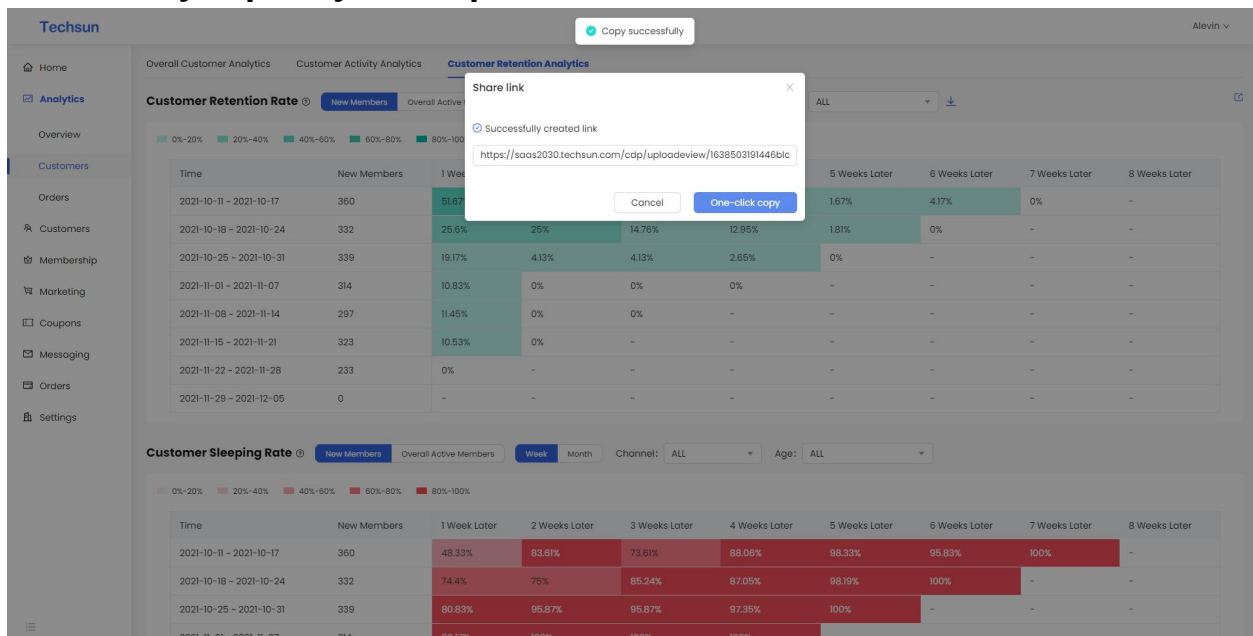 Techsun
Copy successfully
Alevin
Home
Analytics
Overview
Customers
Orders
Customers
Membership
Marketing
Coupons
Messaging
Orders
Settings
Overall Customer Analytics Customer Activity Analytics Customer Retention Analytics
Customer Retention Rate New Members Overall Active ALL
Share link
Successfully created link
https://saas2030.techsun.com/cdp/uploadeview/1638503191446blc
Cancel One-click copy
0%-20% 20%-40% 40%-60% 60%-80% 80%-100
Time New Members 1 5 Weeks Later 6 Weeks Later 7 Weeks Later 8 Weeks Later
2021-10-11 ~ 2021-10-17 360 51.67 1.67% 4.17% 0% -
2021-10-18 ~ 2021-10-24 332 25.6% 25% 14.76% 12.95% 1.81% 0% - -
2021-10-25 ~ 2021-10-31 339 19.17% 4.13% 4.13% 2.65% 0% - - -
2021-11-01 ~ 2021-11-07 314 10.83% 0% 0% 0% - - - -
2021-11-08 ~ 2021-11-14 297 11.45% 0% 0% - - - - -
2021-11-15 ~ 2021-11-21 323 10.53% 0% - - - - - -
2021-11-22 ~ 2021-11-28 233 0% - - - - - - -
2021-11-29 ~ 2021-12-05 0 - - - - - - - -
Customer Sleeping Rate New Members Overall Active Members Week Month Channel: ALL Age: ALL
0%-20% 20%-40% 40%-60% 60%-80% 80%-100%
Time New Members 1 Week Later 2 Weeks Later 3 Weeks Later 4 Weeks Later 5 Weeks Later 6 Weeks Later 7 Weeks Later 8 Weeks Later
2021-10-11 ~ 2021-10-17 360 48.33% 83.61% 73.61% 88.06% 98.33% 95.83% 100% -
2021-10-18 ~ 2021-10-24 332 74.4% 75% 85.24% 87.05% 98.19% 100% - -
2021-10-25 ~ 2021-10-31 339 80.83% 95.87% 95.87% 97.35% 100% - - -